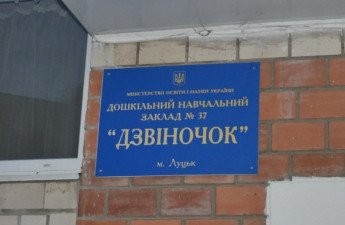 МІНІСТЕРСТВО ОСВІТИ І НАУКИ УКРАЇНИ
ДОШКІЛЬНИЙ НАВЧАЛЬНИЙ
ЗАКЛАД № 37
"ДЗВІНОЧОК"
м. Луцьк